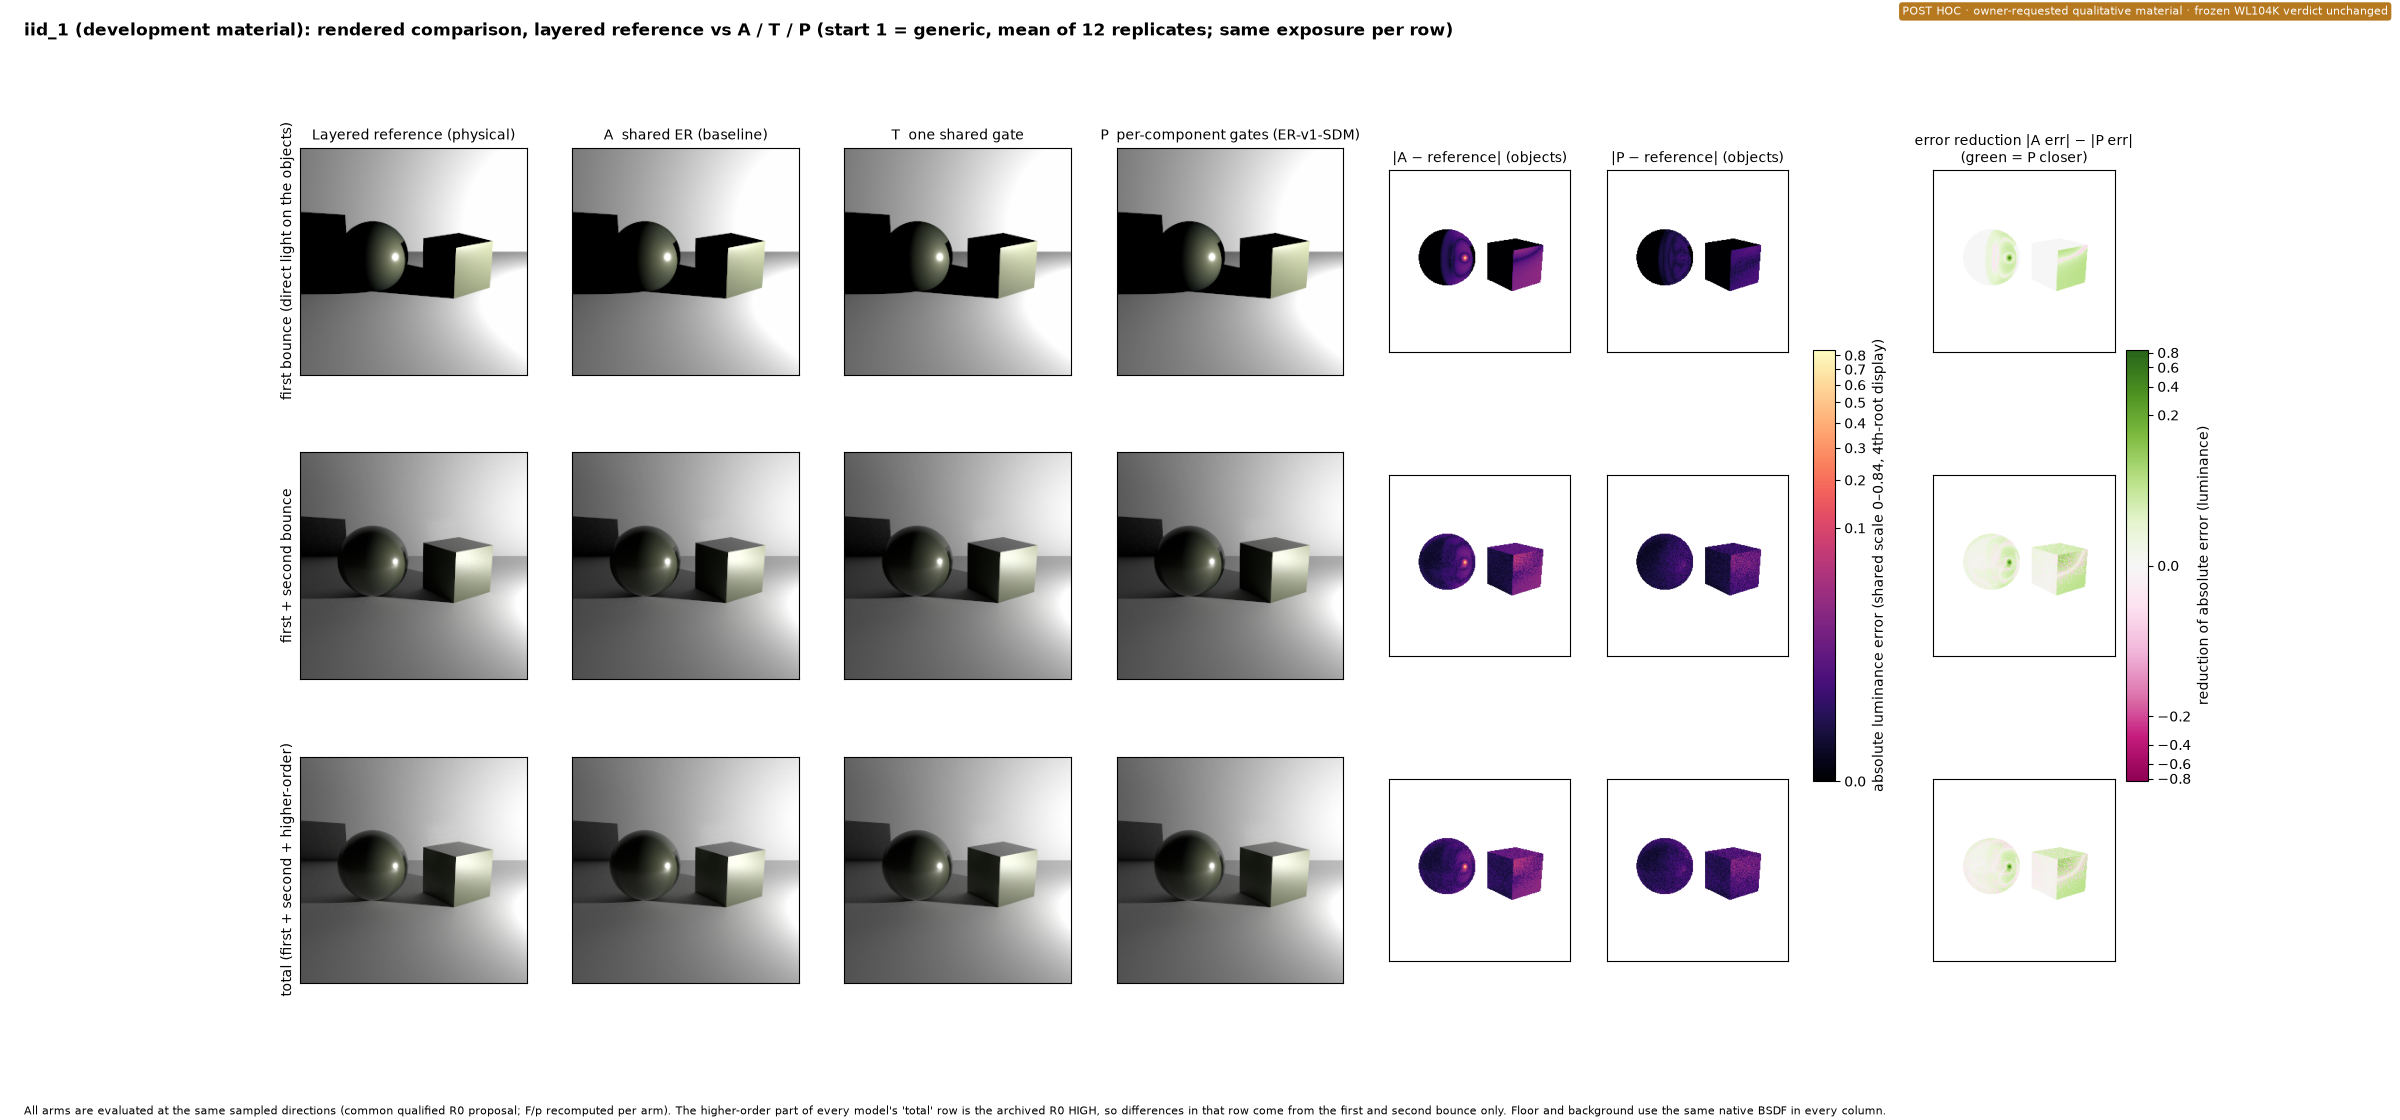 POST HOC · owner-requested qualitative material · frozen WL104K verdict unchanged
iid_1 (development material): rendered comparison, layered reference vs A / T / P (start 1 = generic, mean of 12 replicates; same exposure per row)
Layered reference (physical)
A shared ER (baseline)
T one shared gate
P per-component gates (ER-v1-SDM)
|A − reference| (objects)
|P − reference| (objects)
error reduction |A err| − |P err|
(green = P closer)
first bounce (direct light on the objects)
first + second bounce
total (first + second + higher-order)
0.8
0.7
0.6
0.5
0.4
0.3
0.2
0.1
0.0
absolute luminance error (shared scale 0–0.84, 4th-root display)
0.8
0.6
0.4
0.2
0.0
−0.2
−0.4
−0.6
−0.8
reduction of absolute error (luminance)
All arms are evaluated at the same sampled directions (common qualified R0 proposal; F/p recomputed per arm). The higher-order part of every model's 'total' row is the archived R0 HIGH, so differences in that row come from the first and second bounce only. Floor and background use the same native BSDF in every column.